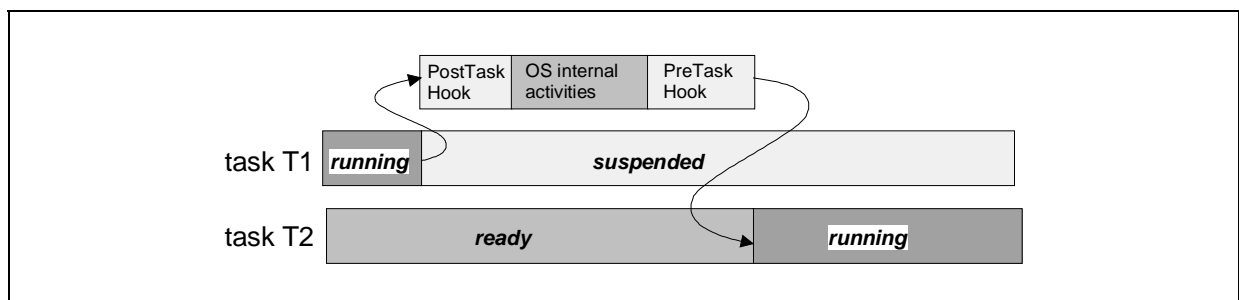 PostTask OS internal PreTask
Hook activities Hook
task T1 running suspended
task T2 ready running